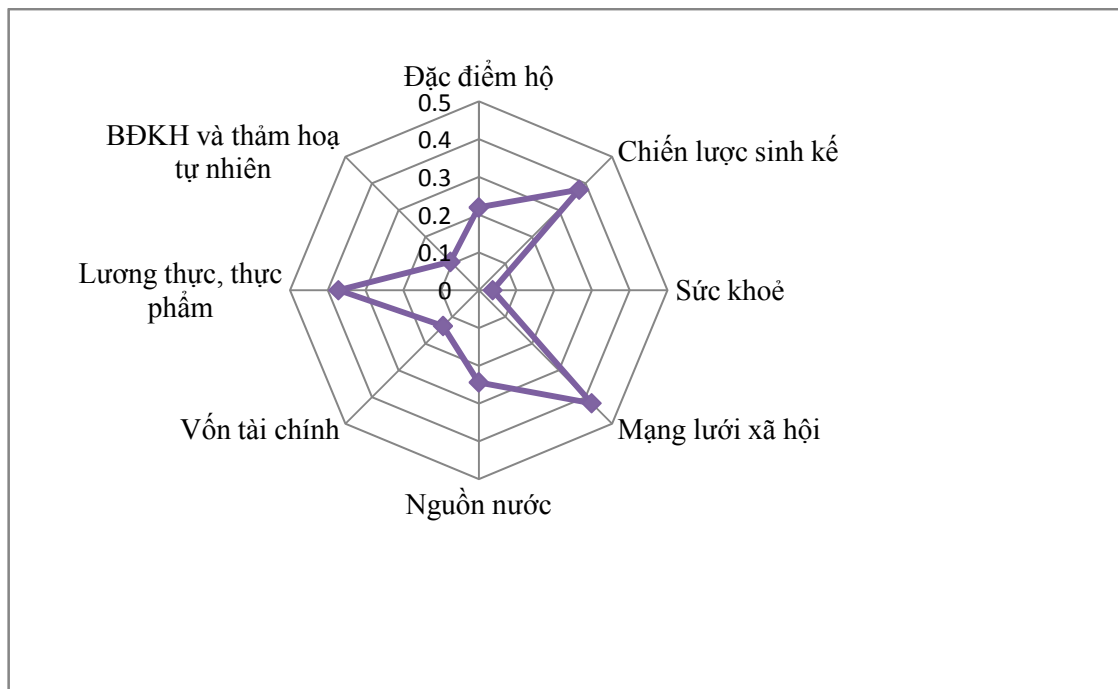 Đặc điểm hộ
0.5
0.4
0.3
0.2
0.1
0
BĐKH và thảm hoạ
tự nhiên
Chiến lược sinh kế
Lương thực, thực
phẩm
Sức khoẻ
Vốn tài chính
Mạng lưới xã hội
Nguồn nước